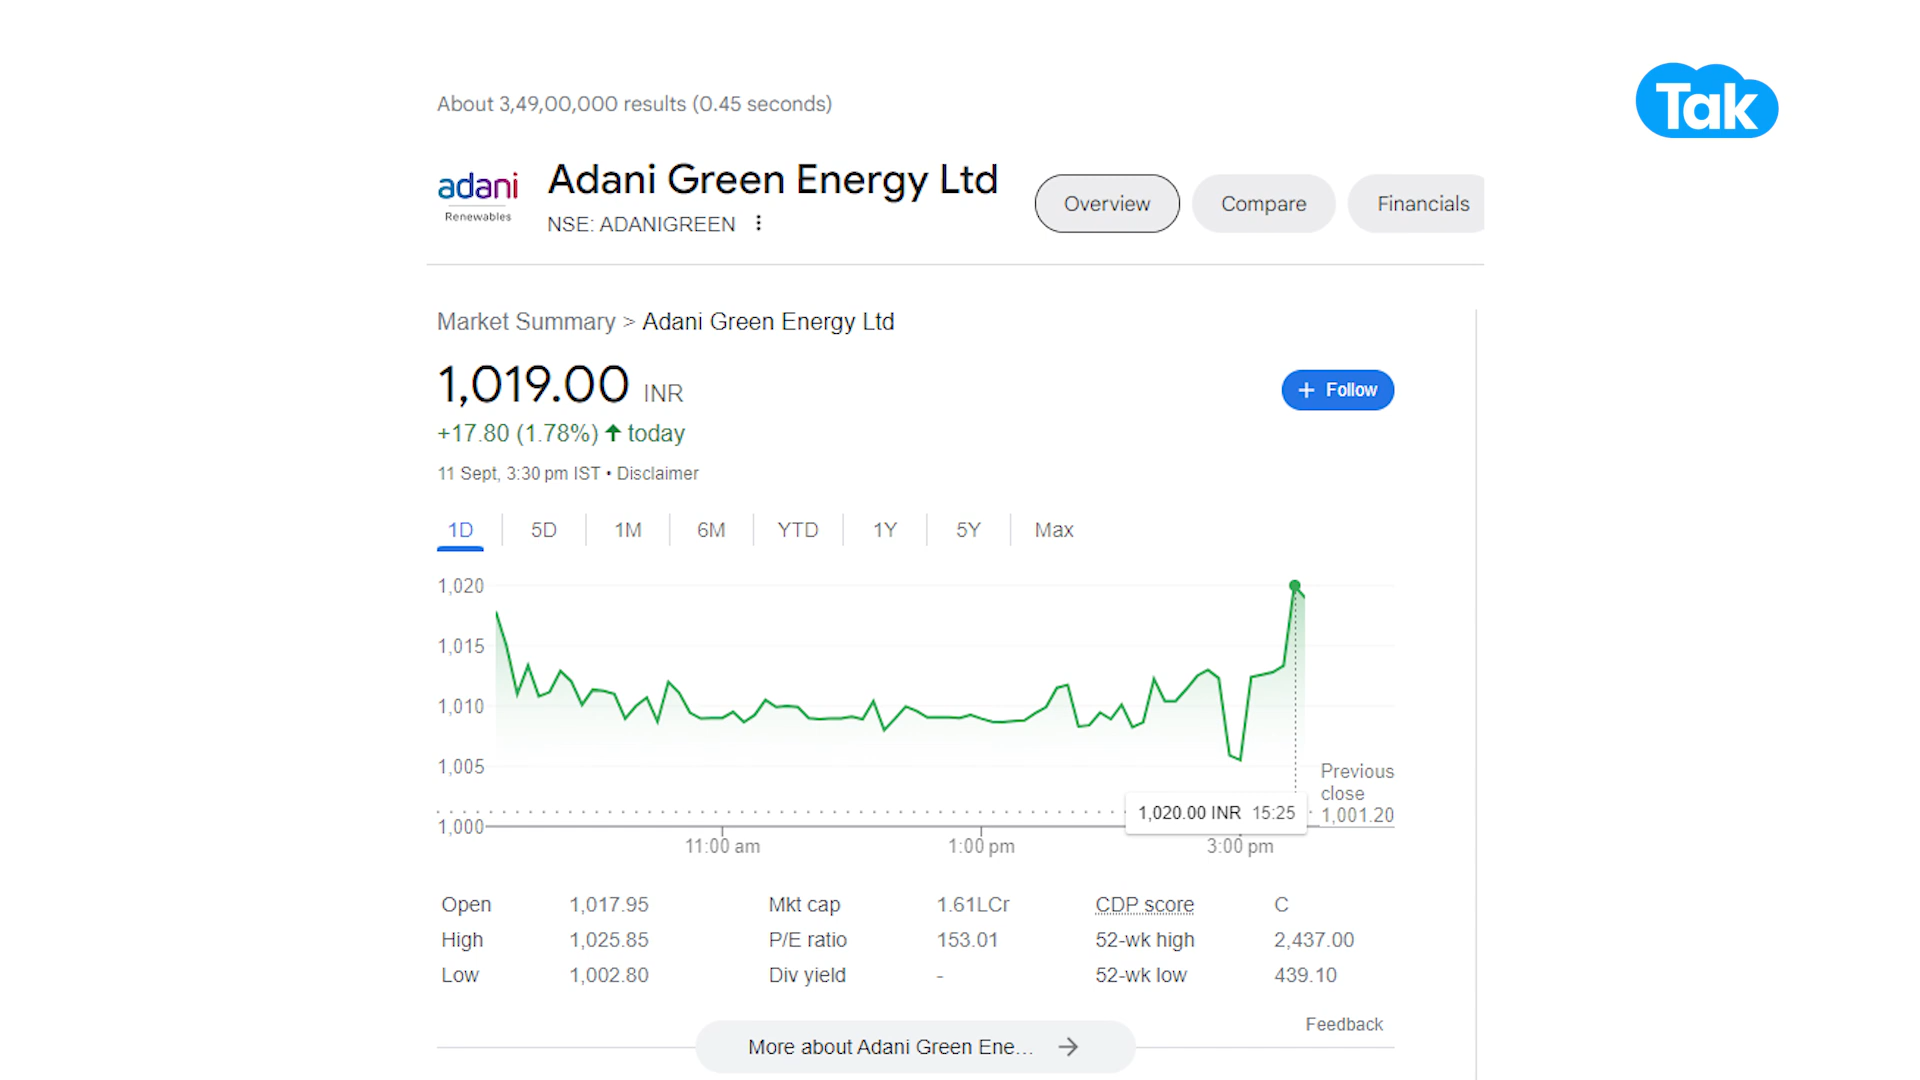 Tak
About 3,49,00,000 results (0.45 seconds)
adani
Renewables
Adani Green Energy Ltd
NSE: ADANIGREEN
Overview
Compare
Financials
Market Summary > Adani Green Energy Ltd
1,019.00 INR
+ Follow
+17.80 (1.78%) ↑ today
11 Sept, 3:30 pm IST • Disclaimer
1D 5D 1M 6M YTD 1Y 5Y Max
1,020
1,015
1,010
1,005
1,000
Previous
close
1,001.20
1,020.00 INR 15:25
11:00 am 1:00 pm 3:00 pm
Open 1,017.95 Mkt cap 1.61LCr CDP score C
High 1,025.85 P/E ratio 153.01 52-wk high 2,437.00
Low 1,002.80 Div yield - 52-wk low 439.10
Feedback
More about Adani Green Ene... →